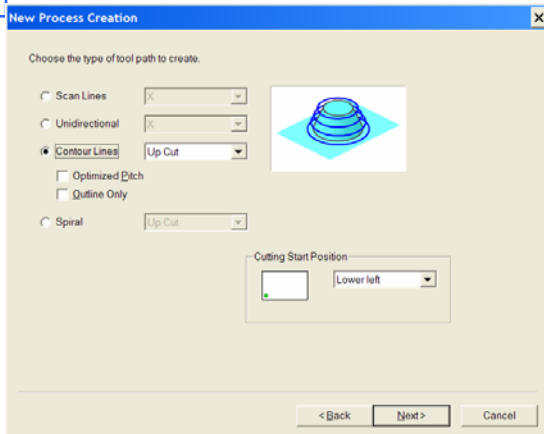 New Process Creation
Choose the type of tool path to create.
Scan Lines X
Unidirectional X
Contour Lines Up Cut
Optimized Pitch
Outline Only
Spiral Up Cut
Cutting Start Position
Lower left
< Back Next > Cancel